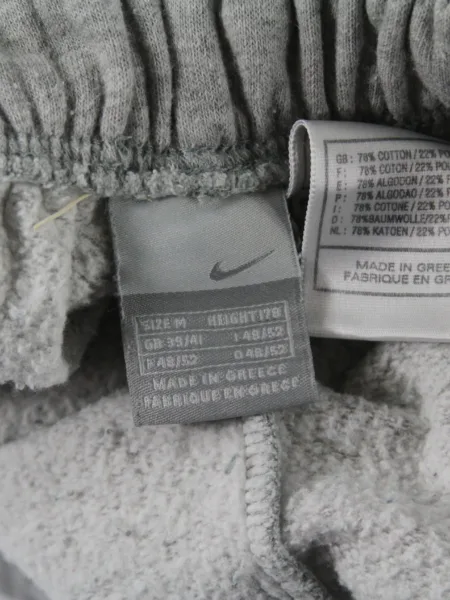 SIZE M HEIGHT 178
GB 39/41 I 48/52
F 48/52 D 48/52
MADE IN GREECE
FABRIQUE EN GRECE
GB: 78% COTTON / 22% PO
F: 78% COTON / 22% PO
E: 78% ALGODON / 22% P
P: 78% ALGODAO / 22% P
I: 78% COTONE / 22% PO
D: 78%BAUMWOLLE/22%P
NL: 78% KATOEN / 22% PO
MADE IN GREE
FABRIQUE EN GR